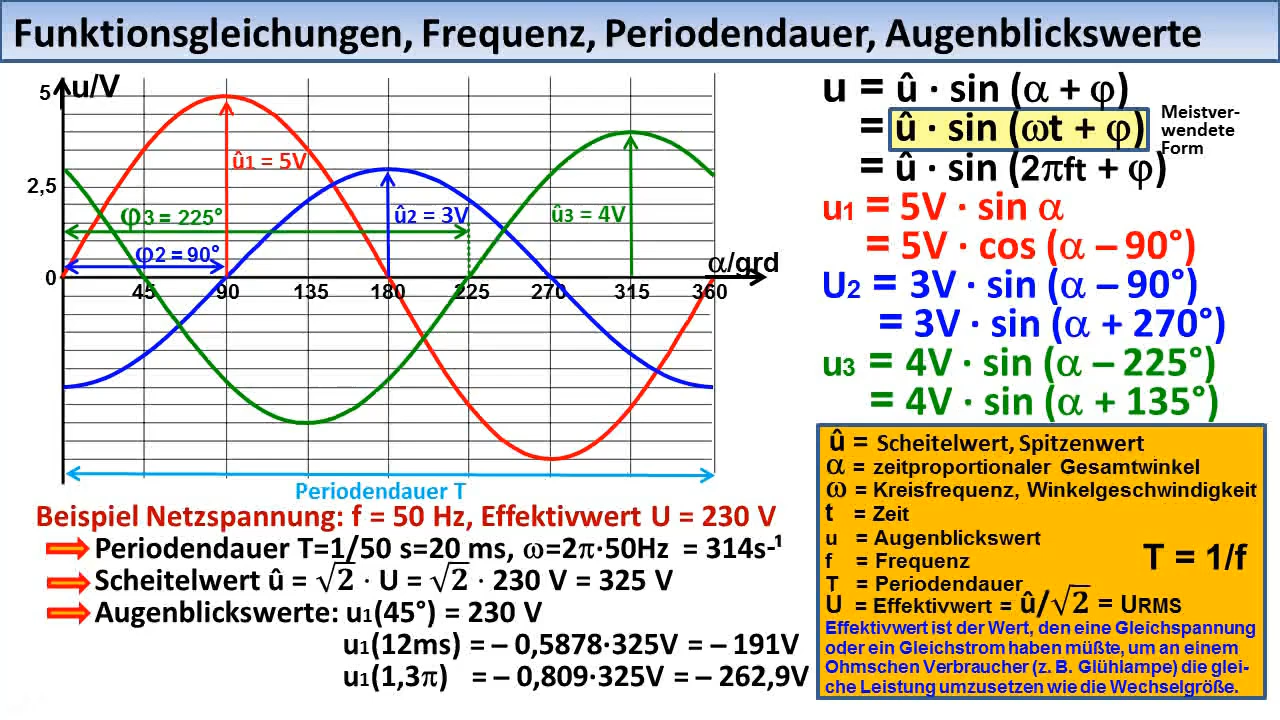 Funktionsgleichungen, Frequenz, Periodendauer, Augenblickswerte
u/V
5
2,5
0
û1 = 5V
û2 = 3V
û3 = 4V
φ3 = 225°
φ2 = 90°
α/grd
45 90 135 180 225 270 315 360
Periodendauer T
u = û · sin (α + φ)
= û · sin (ωt + φ)
= û · sin (2πft + φ)
Meistver-
wendete
Form
u1 = 5V · sin α
= 5V · cos (α – 90°)
U2 = 3V · sin (α – 90°)
= 3V · sin (α + 270°)
u3 = 4V · sin (α – 225°)
= 4V · sin (α + 135°)
Beispiel Netzspannung: f = 50 Hz, Effektivwert U = 230 V
Periodendauer T=1/50 s=20 ms, ω=2π·50Hz = 314s-¹
Scheitelwert û = √2 · U = √2 · 230 V = 325 V
Augenblickswerte: u1(45°) = 230 V
u1(12ms) = – 0,5878·325V = – 191V
u1(1,3π) = – 0,809·325V = – 262,9V
û = Scheitelwert, Spitzenwert
α = zeitproportionaler Gesamtwinkel
ω = Kreisfrequenz, Winkelgeschwindigkeit
t = Zeit
u = Augenblickswert
f = Frequenz
T = Periodendauer
T = 1/f
U = Effektivwert = û/√2 = URMS
Effektivwert ist der Wert, den eine Gleichspannung
oder ein Gleichstrom haben müßte, um an einem
Ohmschen Verbraucher (z. B. Glühlampe) die glei-
che Leistung umzusetzen wie die Wechselgröße.